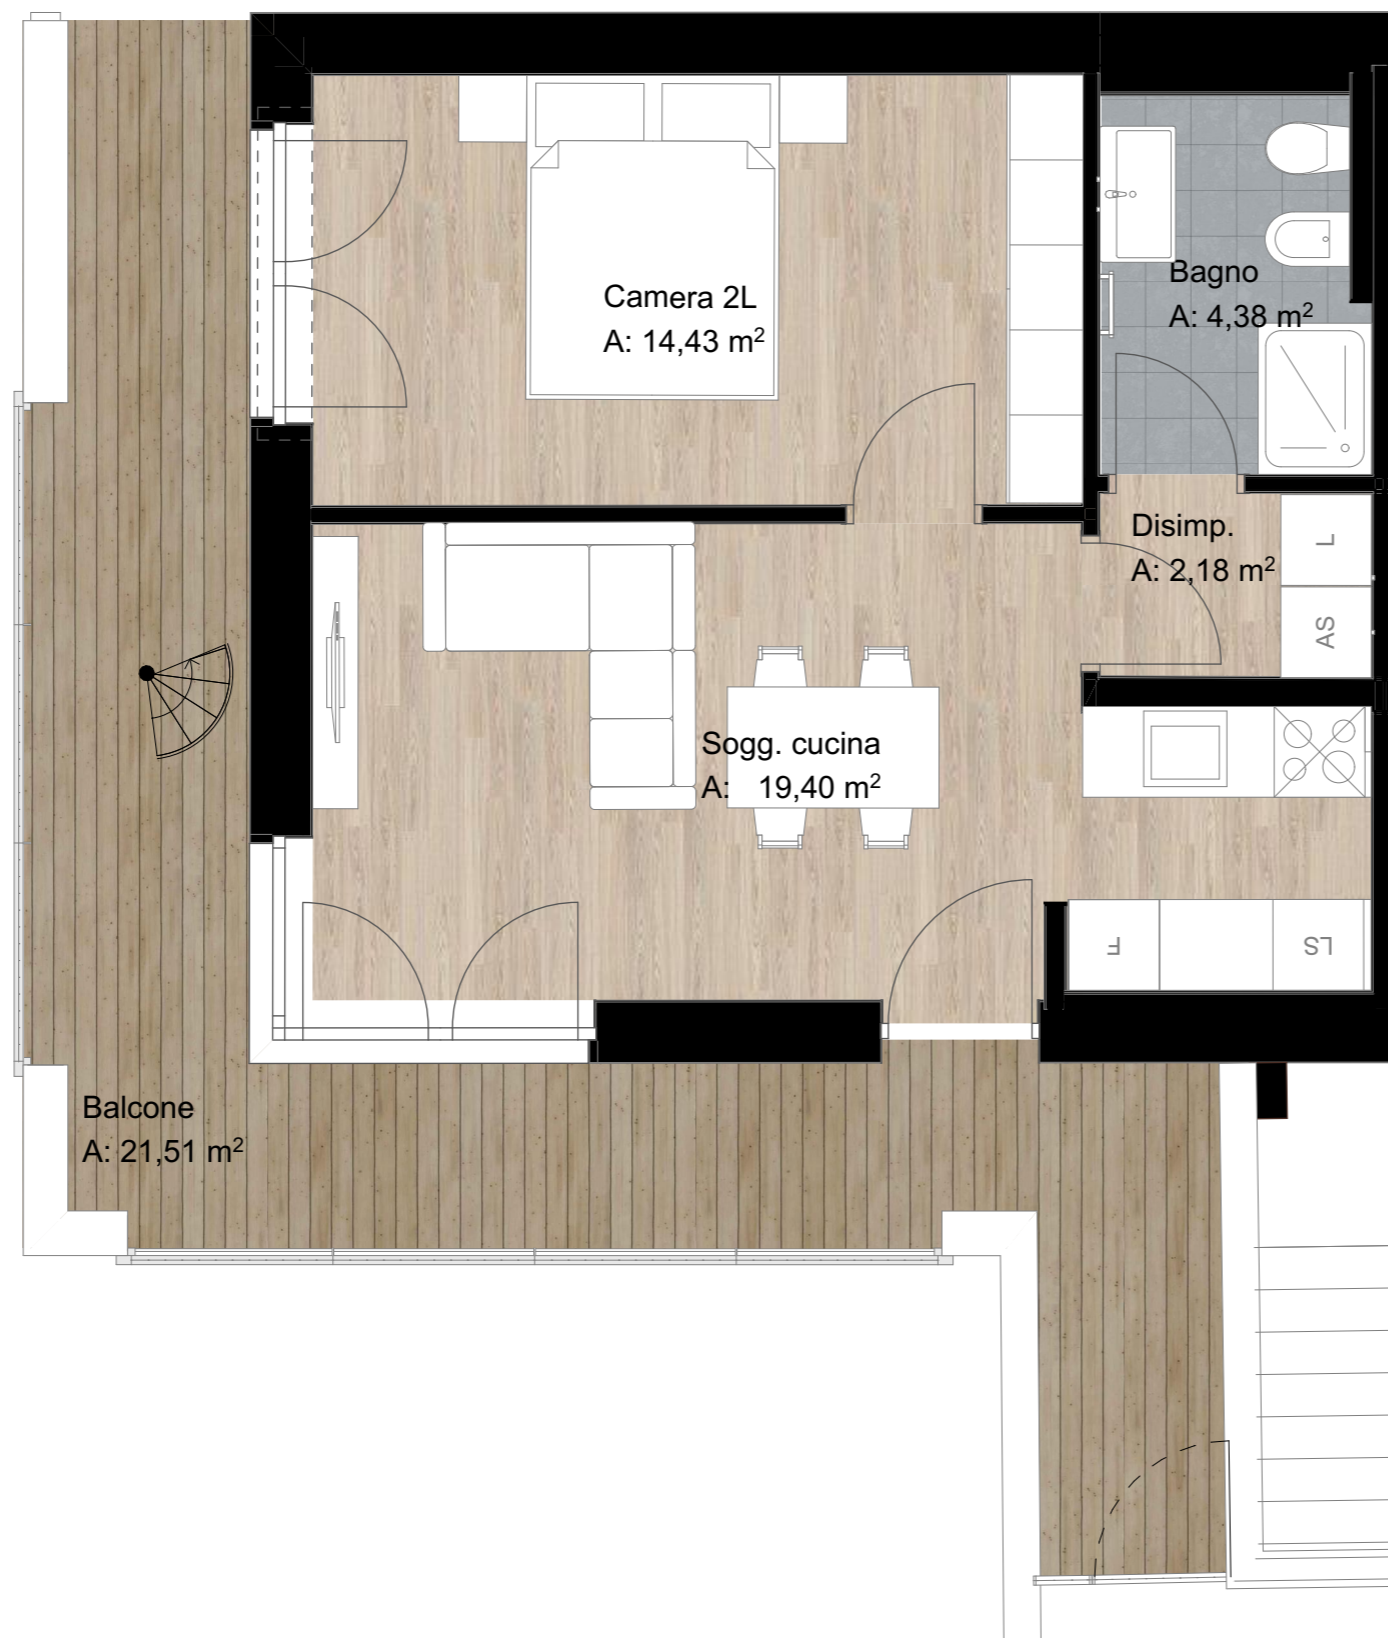 Camera 2L
A: 14,43 m²
Bagno
A: 4,38 m²
Disimp.
A: 2,18 m²
L
AS
Sogg. cucina
A: 19,40 m²
F
LS
Balcone
A: 21,51 m²